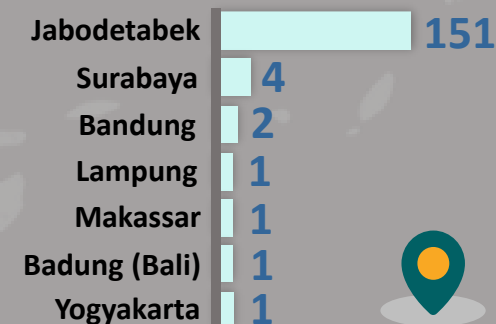 Jabodetabek 151
Surabaya 4
Bandung 2
Lampung 1
Makassar 1
Badung (Bali) 1
Yogyakarta 1